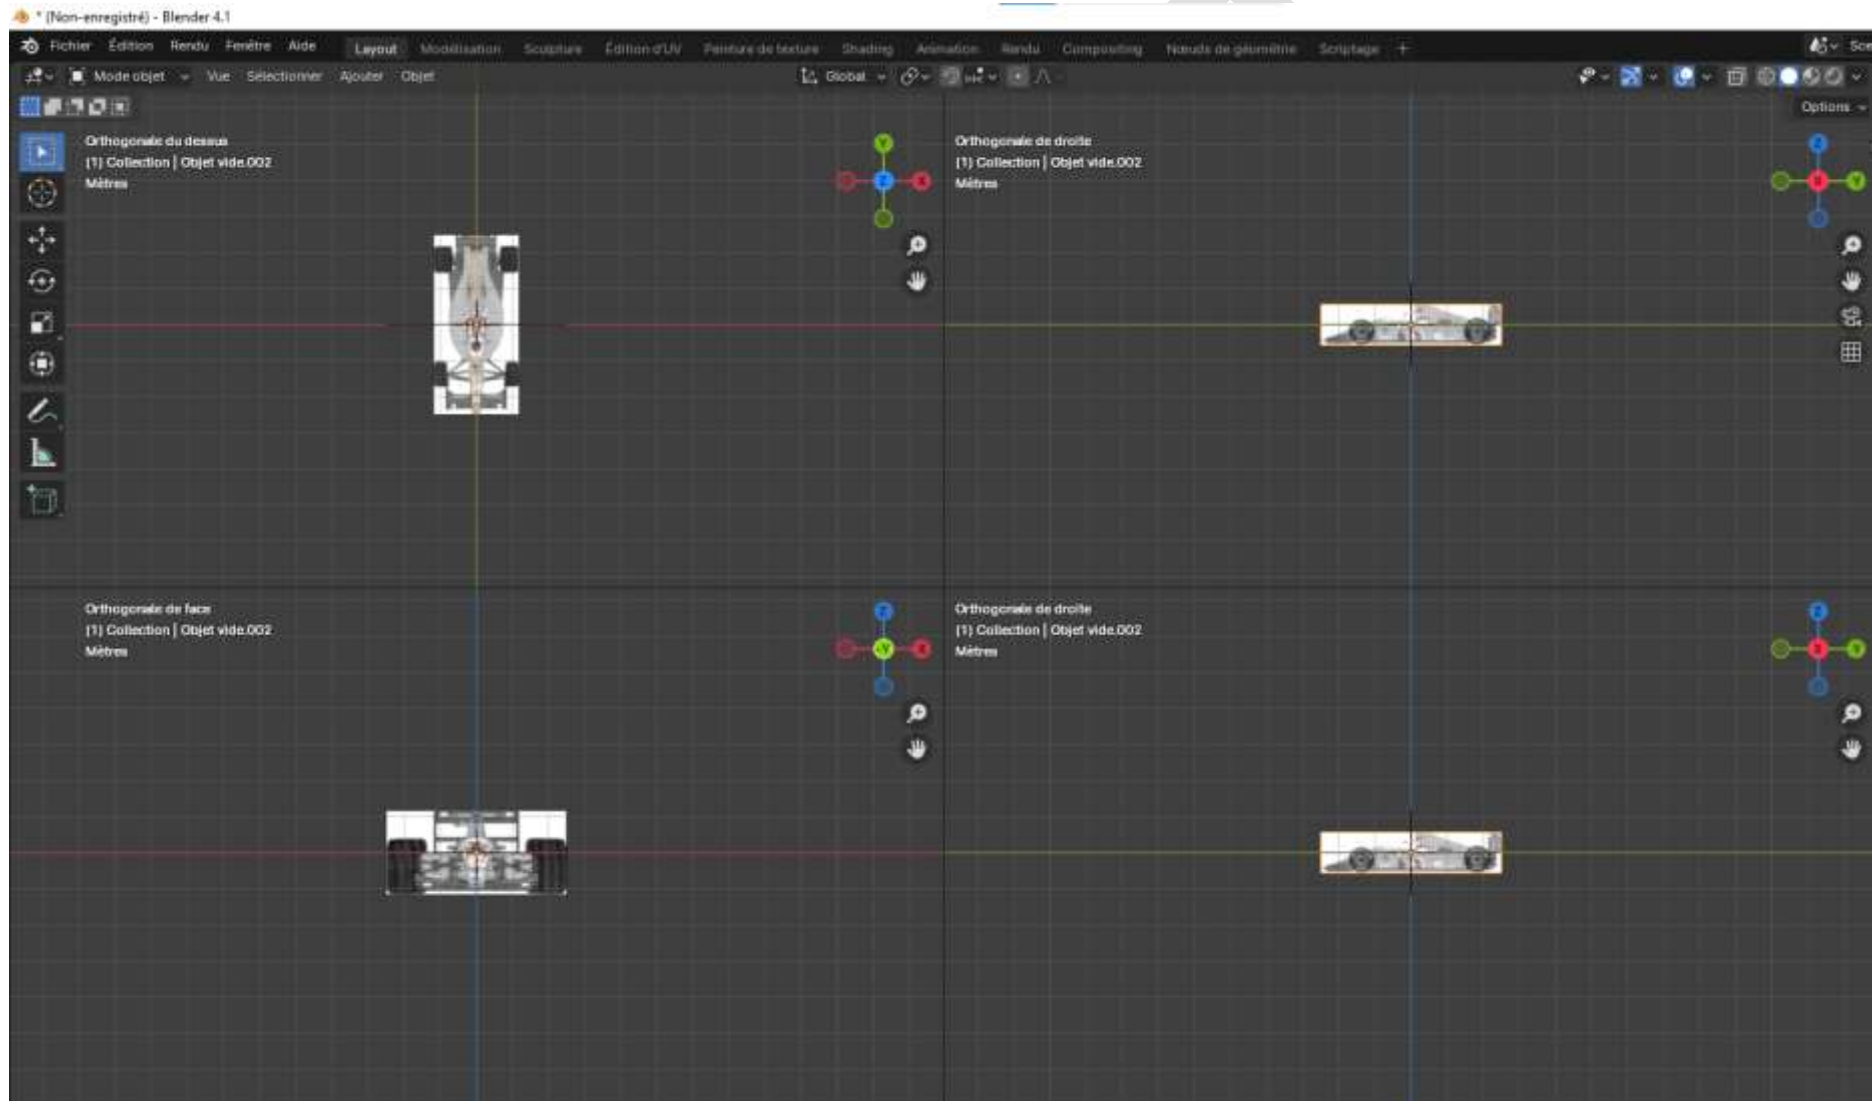 * (Non-enregistré) - Blender 4.1
Fichier Édition Rendu Fenêtre Aide Layout Modélisation Sculpture Édition d'UV Peinture de texture Shading Animation Rendu Compositing Nœuds de géométrie Scriptage + Sce
Mode objet Vue Sélectionner Ajouter Objet Global
Options
Orthogonale du dessus
(1) Collection | Objet vide.002
Mètres
Y
Z
X
Orthogonale de droite
(1) Collection | Objet vide.002
Mètres
Z
X
Y
Orthogonale de face
(1) Collection | Objet vide.002
Mètres
Z
-Y
X
Orthogonale de droite
(1) Collection | Objet vide.002
Mètres
Z
X
Y